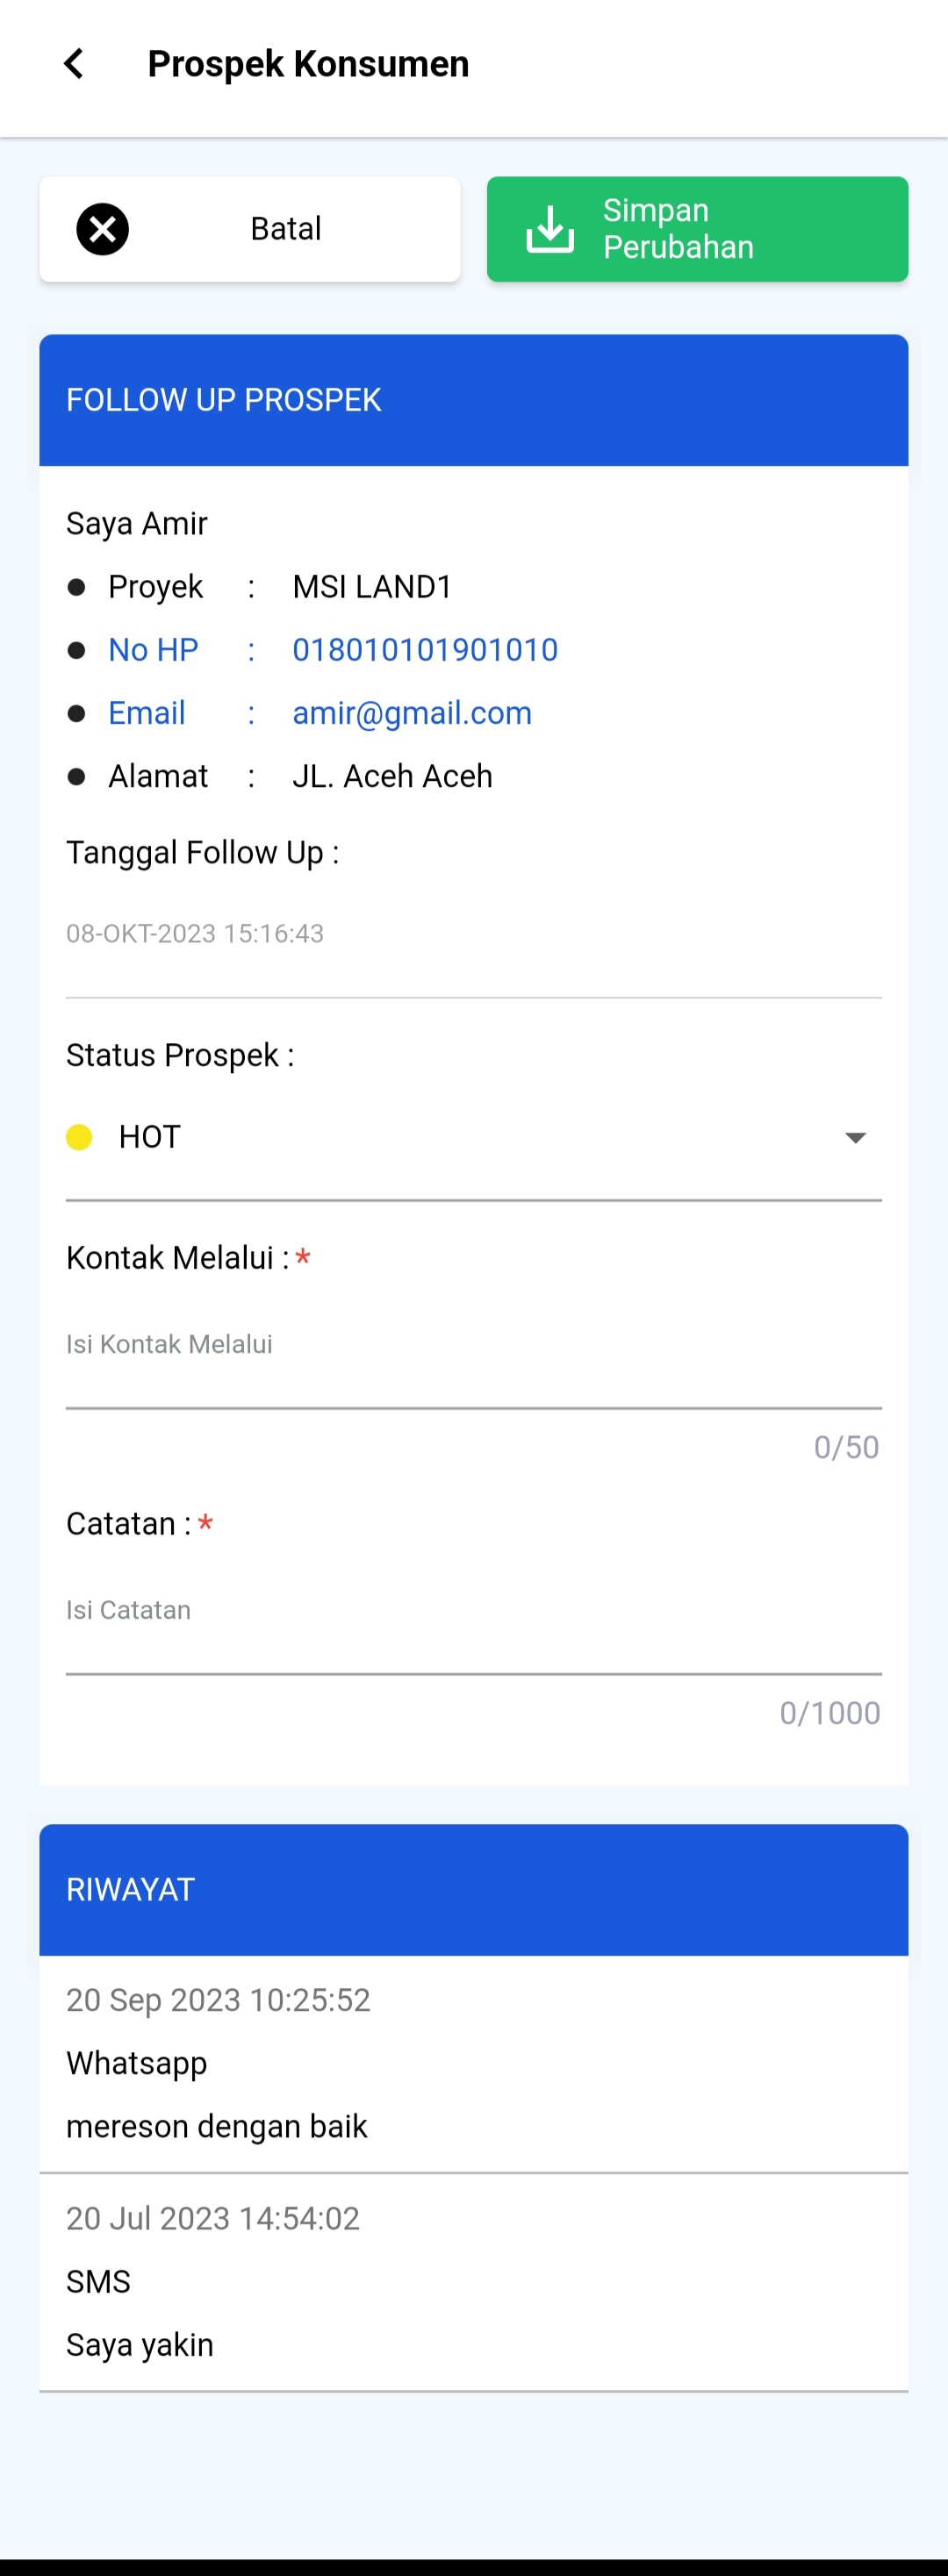 Prospek Konsumen
Batal
Simpan
Perubahan
FOLLOW UP PROSPEK
Saya Amir
Proyek : MSI LAND1
No HP : 018010101901010
Email : amir@gmail.com
Alamat : JL. Aceh Aceh
Tanggal Follow Up :
08-OKT-2023 15:16:43
Status Prospek :
HOT
Kontak Melalui : *
Isi Kontak Melalui
0/50
Catatan : *
Isi Catatan
0/1000
RIWAYAT
20 Sep 2023 10:25:52
Whatsapp
mereson dengan baik
20 Jul 2023 14:54:02
SMS
Saya yakin